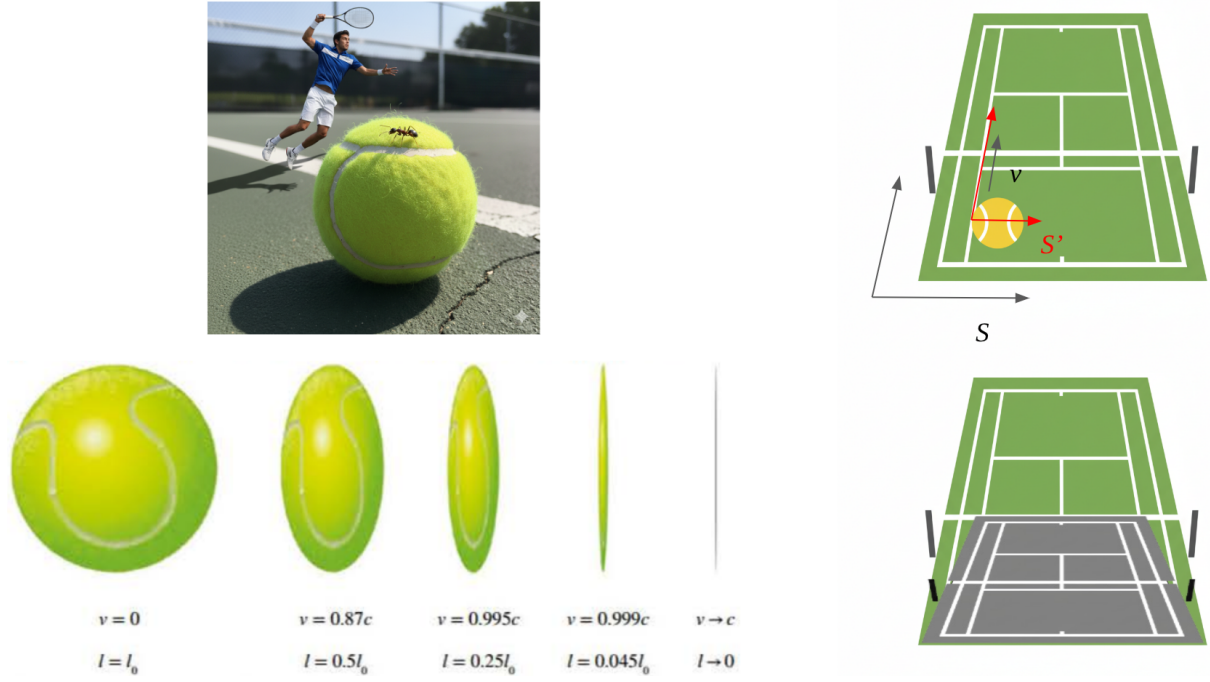 v
S’
S
v = 0
v = 0.87c
v = 0.995c
v = 0.999c
v → c
l = l₀
l = 0.5l₀
l = 0.25l₀
l = 0.045l₀
l → 0